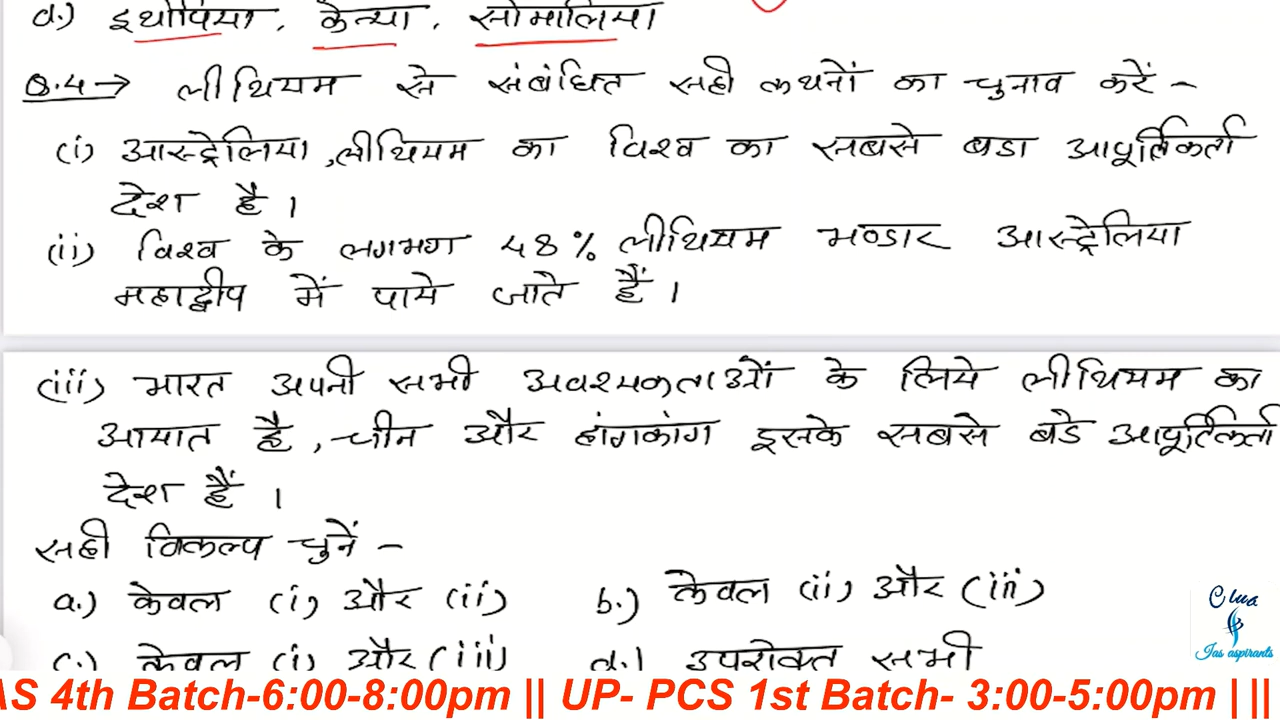 d.) इथोपिया, केन्या, सोमालिया
Q.4→ लीथियम से संबंधित सही कथनों का चुनाव करें -
(i) आस्ट्रेलिया, लीथियम का विश्व का सबसे बडा आपूर्तिकर्ता
देश है।
(ii) विश्व के लगभग 48% लीथियम भण्डार आस्ट्रेलिया
महाद्वीप में पाये जाते हैं।
(iii) भारत अपनी सभी अवश्यकताओं के लिये लीथियम का
आयात है, चीन और हांगकांग इसके सबसे बडे आपूर्तिकर्ता
देश हैं।
सही विकल्प चुनें -
a.) केवल (i) और (ii) b.) केवल (ii) और (iii)
c.) केवल (i) और (iii) d.) उपरोक्त सभी
Ias aspirants
AS 4th Batch-6:00-8:00pm || UP- PCS 1st Batch- 3:00-5:00pm | ||